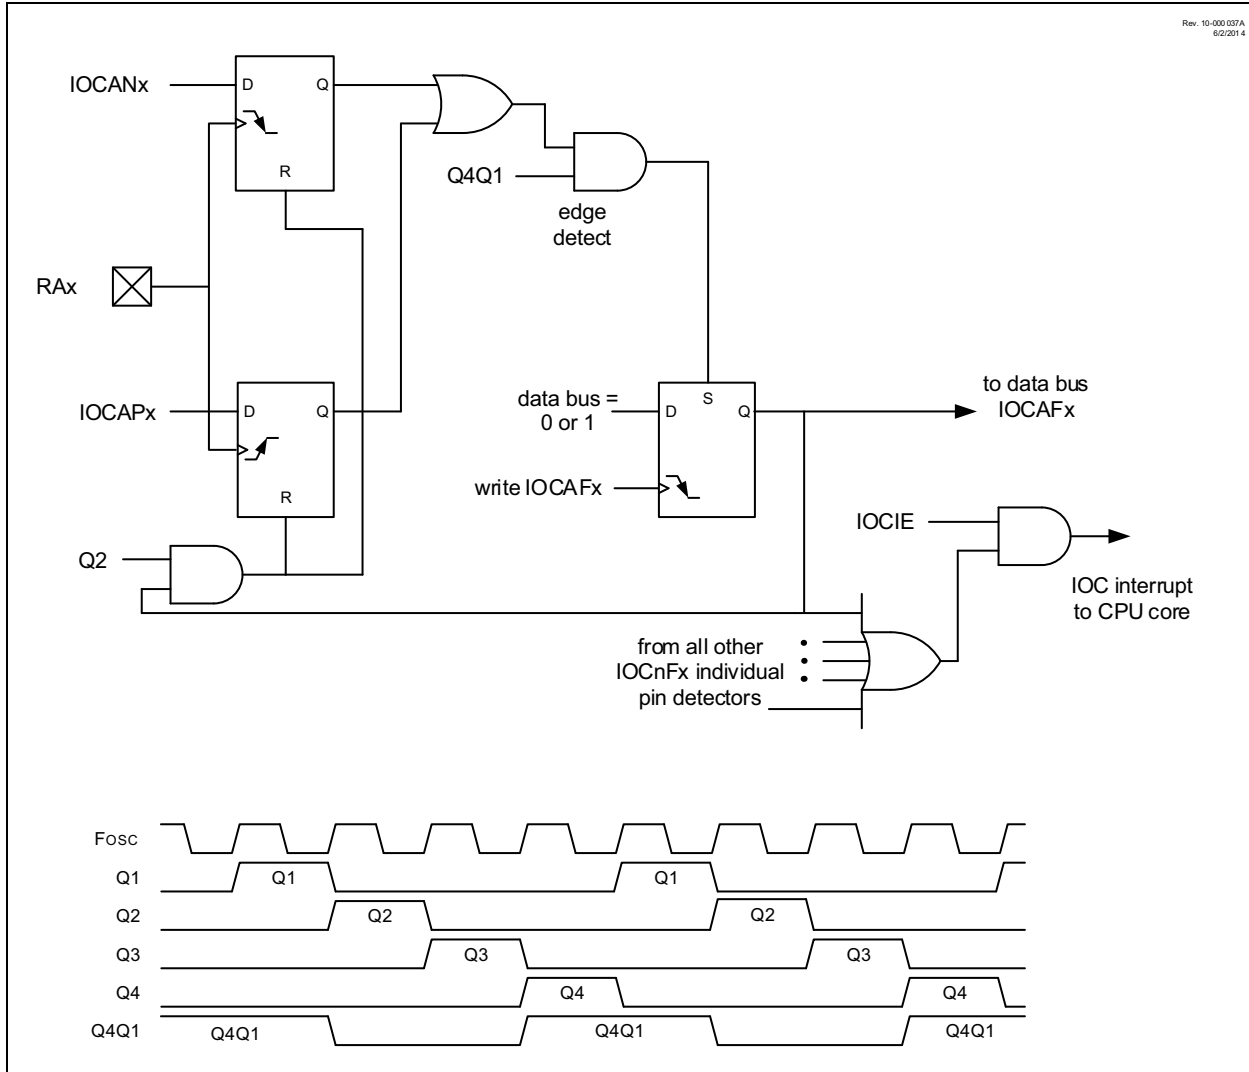 Rev. 10-000 037A
6/2/2014
IOCANx
D
Q
R
Q4Q1
edge
detect
RAx
IOCAPx
D
Q
R
data bus =
0 or 1
D
S
Q
to data bus
IOCAFx
write IOCAFx
IOCIE
Q2
IOC interrupt
to CPU core
from all other
IOCnFx individual
pin detectors
FOSC
Q1
Q1
Q1
Q2
Q2
Q2
Q3
Q3
Q3
Q4
Q4
Q4
Q4Q1
Q4Q1
Q4Q1
Q4Q1